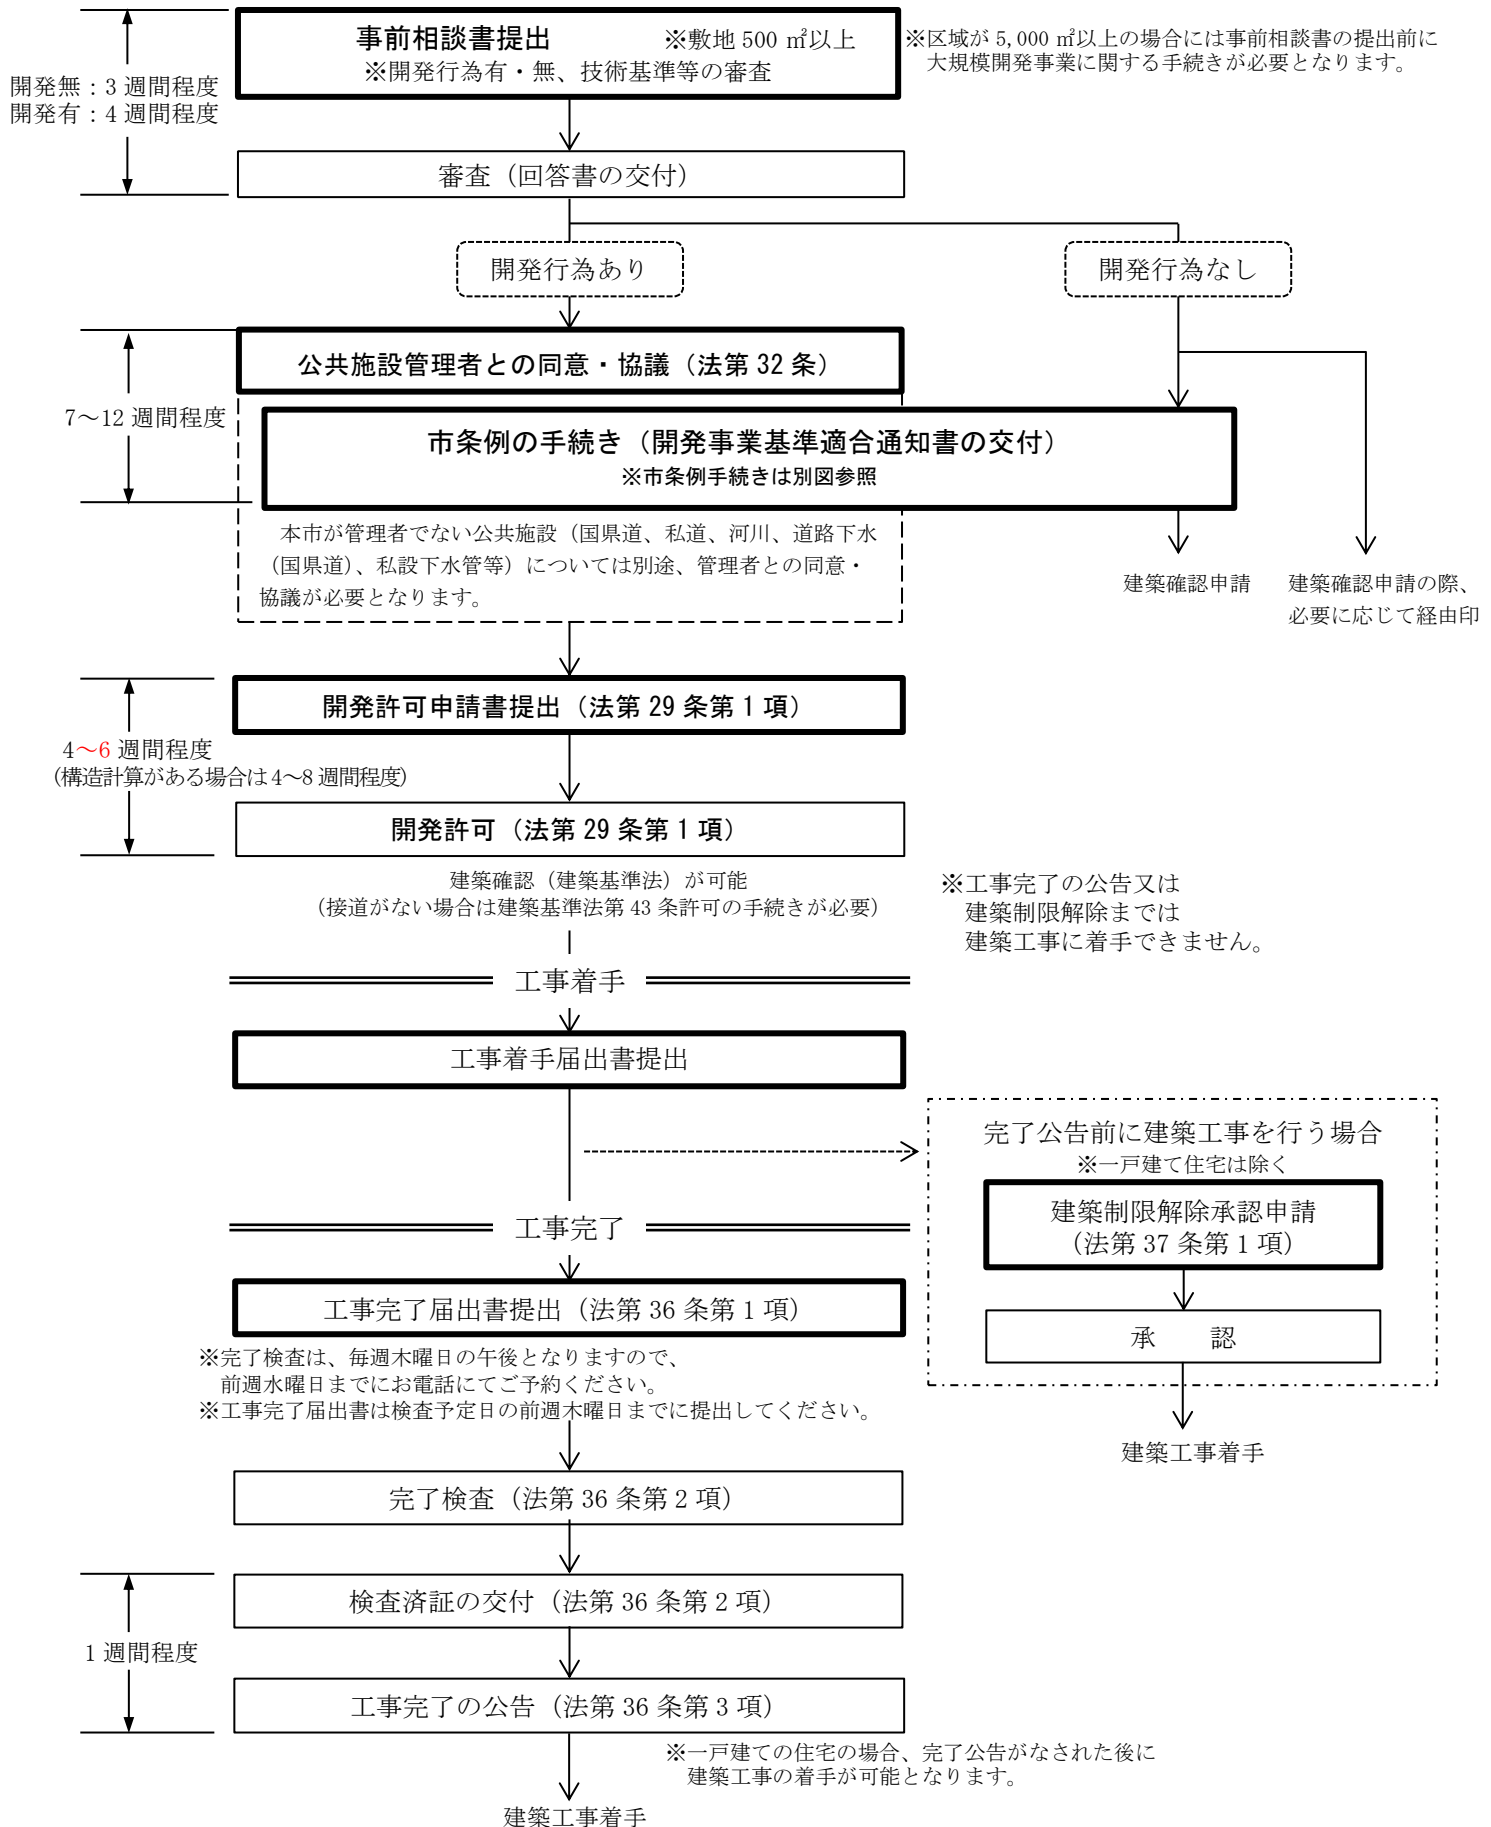 事前相談書提出　　　※敷地 500 ㎡以上
※開発行為有・無、技術基準等の審査
※区域が 5,000 ㎡以上の場合には事前相談書の提出前に
大規模開発事業に関する手続きが必要となります。
開発無：3 週間程度
開発有：4 週間程度
審査（回答書の交付）
開発行為あり
開発行為なし
公共施設管理者との同意・協議（法第 32 条）
7～12 週間程度
市条例の手続き（開発事業基準適合通知書の交付）
※市条例手続きは別図参照
本市が管理者でない公共施設（国県道、私道、河川、道路下水
（国県道）、私設下水管等）については別途、管理者との同意・
協議が必要となります。
建築確認申請
建築確認申請の際、
必要に応じて経由印
開発許可申請書提出（法第 29 条第 1 項）
4～6 週間程度
（構造計算がある場合は 4～8 週間程度）
開発許可（法第 29 条第 1 項）
建築確認（建築基準法）が可能
（接道がない場合は建築基準法第 43 条許可の手続きが必要）
※工事完了の公告又は
建築制限解除までは
建築工事に着手できません。
工事着手
工事着手届出書提出
完了公告前に建築工事を行う場合
※一戸建て住宅は除く
建築制限解除承認申請
（法第 37 条第 1 項）
承　　認
建築工事着手
工事完了
工事完了届出書提出（法第 36 条第 1 項）
※完了検査は、毎週木曜日の午後となりますので、
前週水曜日までにお電話にてご予約ください。
※工事完了届出書は検査予定日の前週木曜日までに提出してください。
完了検査（法第 36 条第 2 項）
検査済証の交付（法第 36 条第 2 項）
1 週間程度
工事完了の公告（法第 36 条第 3 項）
※一戸建ての住宅の場合、完了公告がなされた後に
建築工事の着手が可能となります。
建築工事着手